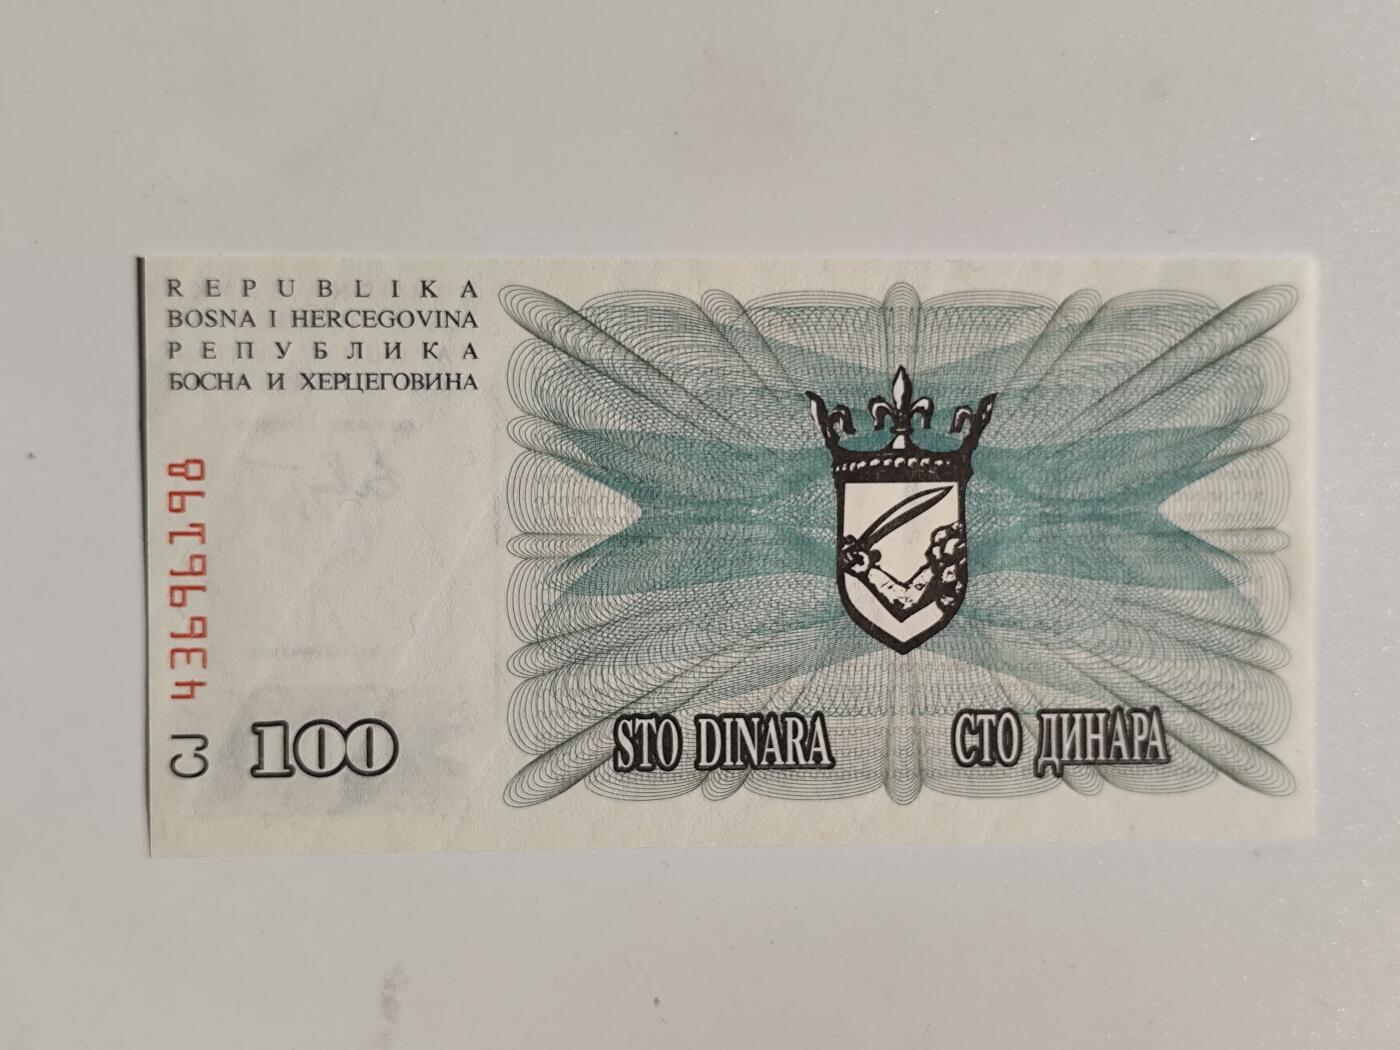 REPUBLIKA
BOSNA I HERCEGOVINA
РЕПУБЛИКА
БОСНА И ХЕРЦЕГОВИНА
CJ 43696198
100
STO DINARA
СТО ДИНАРА